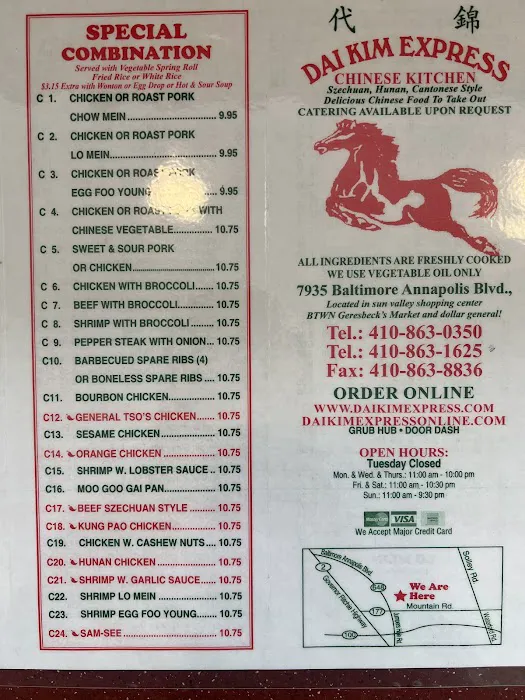 SPECIAL
COMBINATION
Served with Vegetable Spring Roll
Fried Rice or White Rice
$3.15 Extra with Wonton or Egg Drop or Hot & Sour Soup
C 1. CHICKEN OR ROAST PORK
CHOW MEIN 9.95
C 2. CHICKEN OR ROAST PORK
LO MEIN 9.95
C 3. CHICKEN OR ROAST PORK
EGG FOO YOUNG 9.95
C 4. CHICKEN OR ROAST WITH
CHINESE VEGETABLE 10.75
C 5. SWEET & SOUR PORK
OR CHICKEN 10.75
C 6. CHICKEN WITH BROCCOLI 10.75
C 7. BEEF WITH BROCCOLI 10.75
C 8. SHRIMP WITH BROCCOLI 10.75
C 9. PEPPER STEAK WITH ONION 10.75
C10. BARBECUED SPARE RIBS (4)
OR BONELESS SPARE RIBS 10.75
C11. BOURBON CHICKEN 10.75
C12. GENERAL TSO'S CHICKEN 10.75
C13. SESAME CHICKEN 10.75
C14. ORANGE CHICKEN 10.75
C15. SHRIMP W. LOBSTER SAUCE 10.75
C16. MOO GOO GAI PAN 10.75
C17. BEEF SZECHUAN STYLE 10.75
C18. KUNG PAO CHICKEN 10.75
C19. CHICKEN W. CASHEW NUTS 10.75
C20. HUNAN CHICKEN 10.75
C21. SHRIMP W. GARLIC SAUCE 10.75
C22. SHRIMP LO MEIN 10.75
C23. SHRIMP EGG FOO YOUNG 10.75
C24. SAM-SEE 10.75
代 錦
DAI KIM EXPRESS
CHINESE KITCHEN
Szechuan, Hunan, Cantonese Style
Delicious Chinese Food To Take Out
CATERING AVAILABLE UPON REQUEST
ALL INGREDIENTS ARE FRESHLY COOKED
WE USE VEGETABLE OIL ONLY
7935 Baltimore Annapolis Blvd.,
Located in sun valley shopping center
BTWN Geresbeck's Market and dollar general!
Tel.: 410-863-0350
Tel.: 410-863-1625
Fax: 410-863-8836
ORDER ONLINE
WWW.DAIKIMEXPRESS.COM
DAIKIMEXPRESSONLINE.COM
GRUB HUB • DOOR DASH
OPEN HOURS:
Tuesday Closed
Mon. & Wed. & Thurs.: 11:00 am - 10:00 pm
Fri. & Sat.: 11:00 am - 10:30 pm
Sun.: 11:00 am - 9:30 pm
MasterCard VISA
We Accept Major Credit Card
Baltimore Annapolis Blvd
2
Governor Ritchie Highway
648
We Are
Here
Mountain Rd.
177
100
Solley Rd